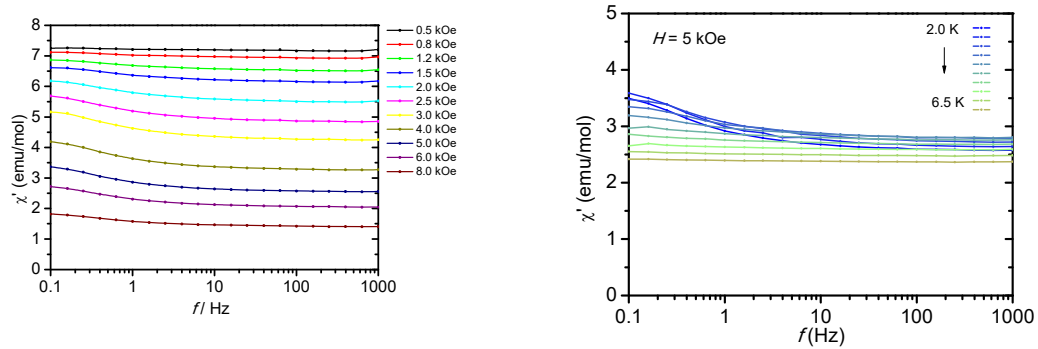 8
7
6
5
4
3
2
1
0
χ' (emu/mol)
0.1 1 10 100 1000
f/ Hz
0.5 kOe
0.8 kOe
1.2 kOe
1.5 kOe
2.0 kOe
2.5 kOe
3.0 kOe
4.0 kOe
5.0 kOe
6.0 kOe
8.0 kOe
5
4
3
2
1
0
χ' (emu/mol)
H = 5 kOe
2.0 K
6.5 K
0.1 1 10 100 1000
f (Hz)